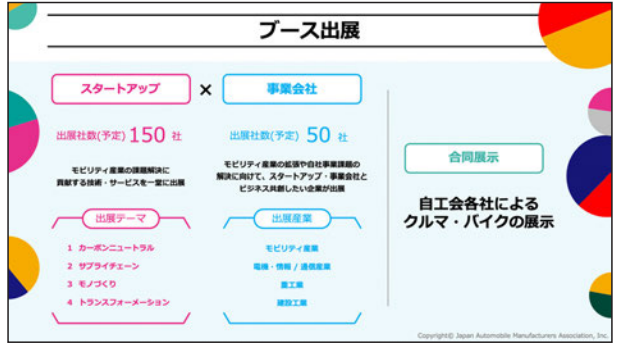 ブース出展
スタートアップ
×
事業会社
出展社数(予定) 150 社
モビリティ産業の課題解決に
貢献する技術・サービスを一堂に出展
出展テーマ
1 カーボンニュートラル
2 サプライチェーン
3 モノづくり
4 トランスフォーメーション
出展社数(予定) 50 社
モビリティ産業の拡張や自社事業課題の
解決に向けて、スタートアップ・事業会社と
ビジネス共創したい企業が出展
出展産業
モビリティ産業
電機・情報 / 通信産業
重工業
建設工業
合同展示
自工会各社による
クルマ・バイクの展示
Copyright© Japan Automobile Manufacturers Association, Inc.